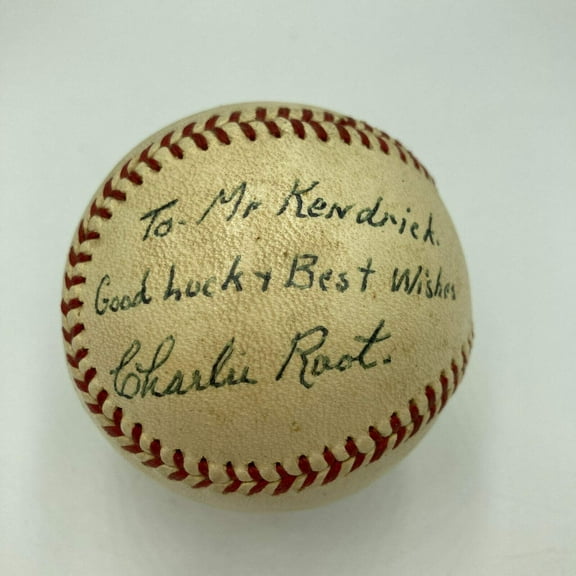 To. Mr Kendrick.
Good Luck & Best Wishes
Charlie Root.